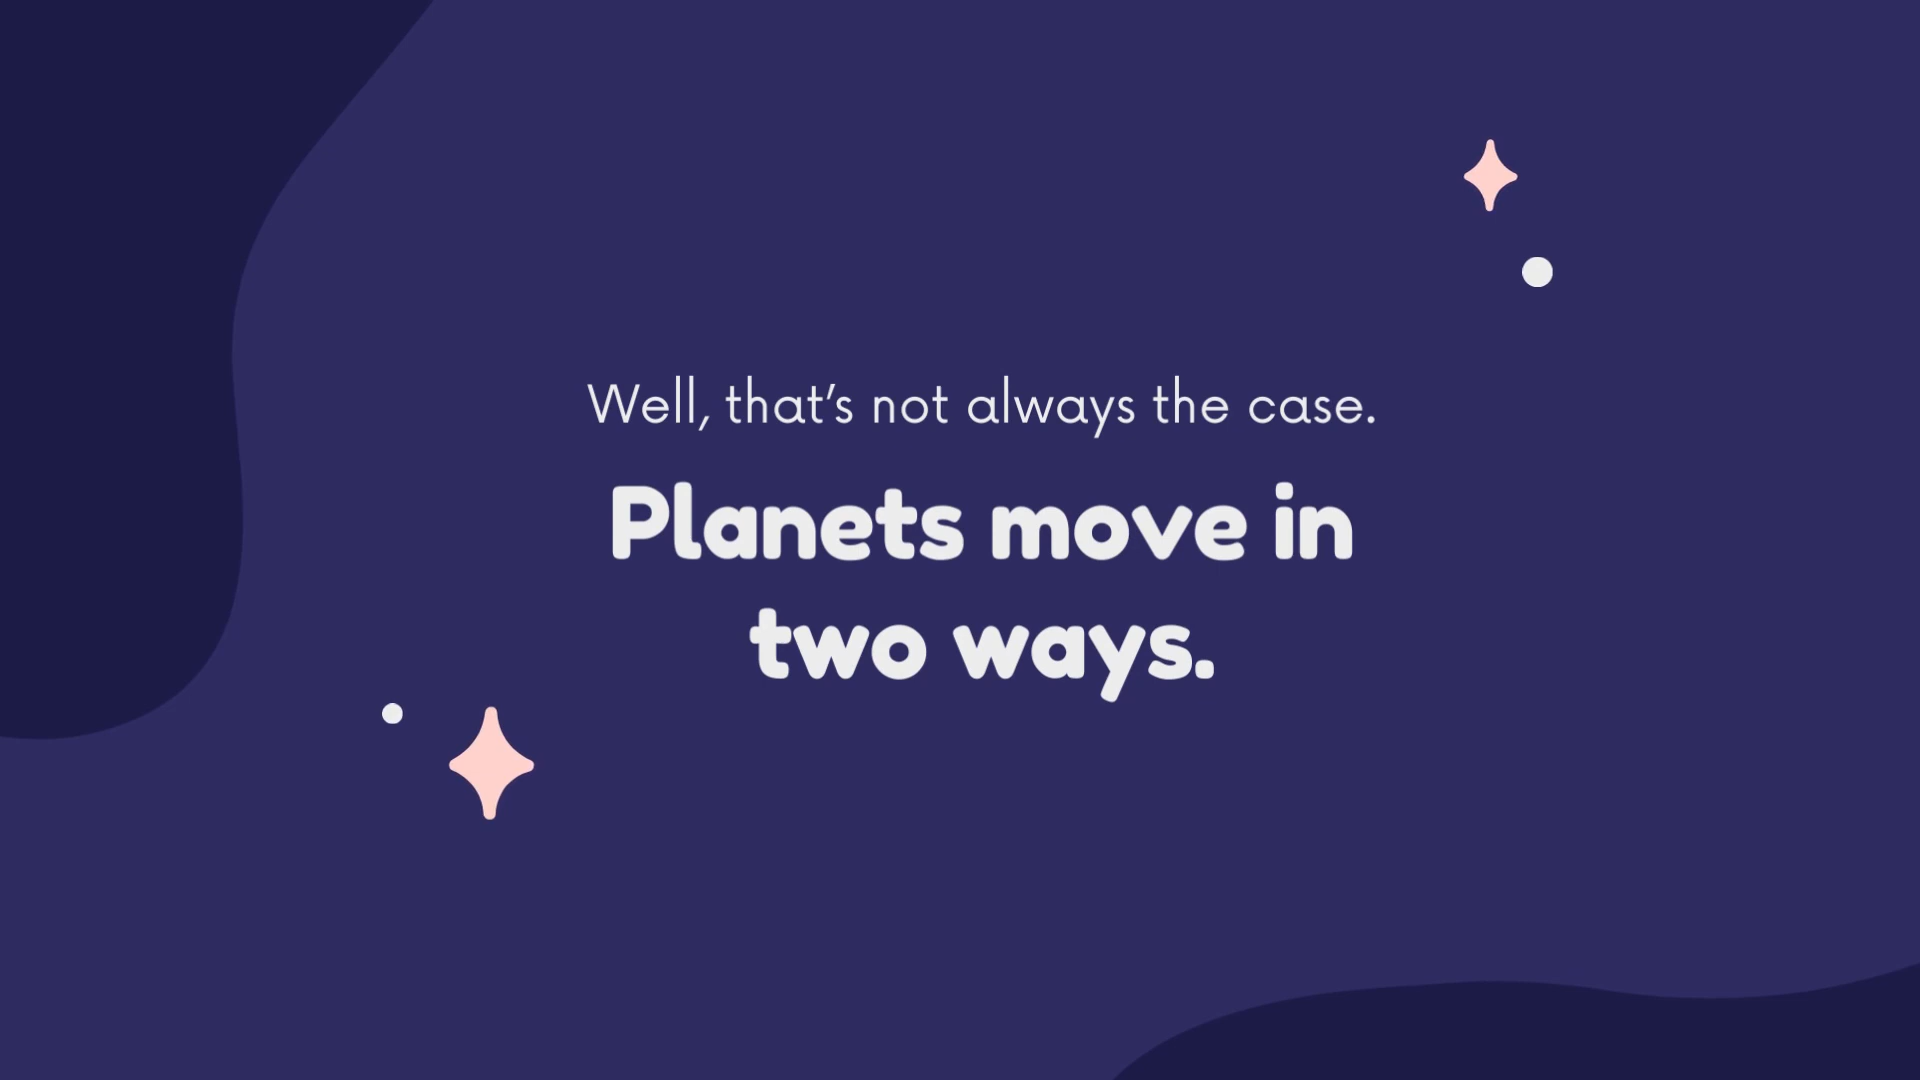 Well, that’s not always the case.
Planets move in
two ways.